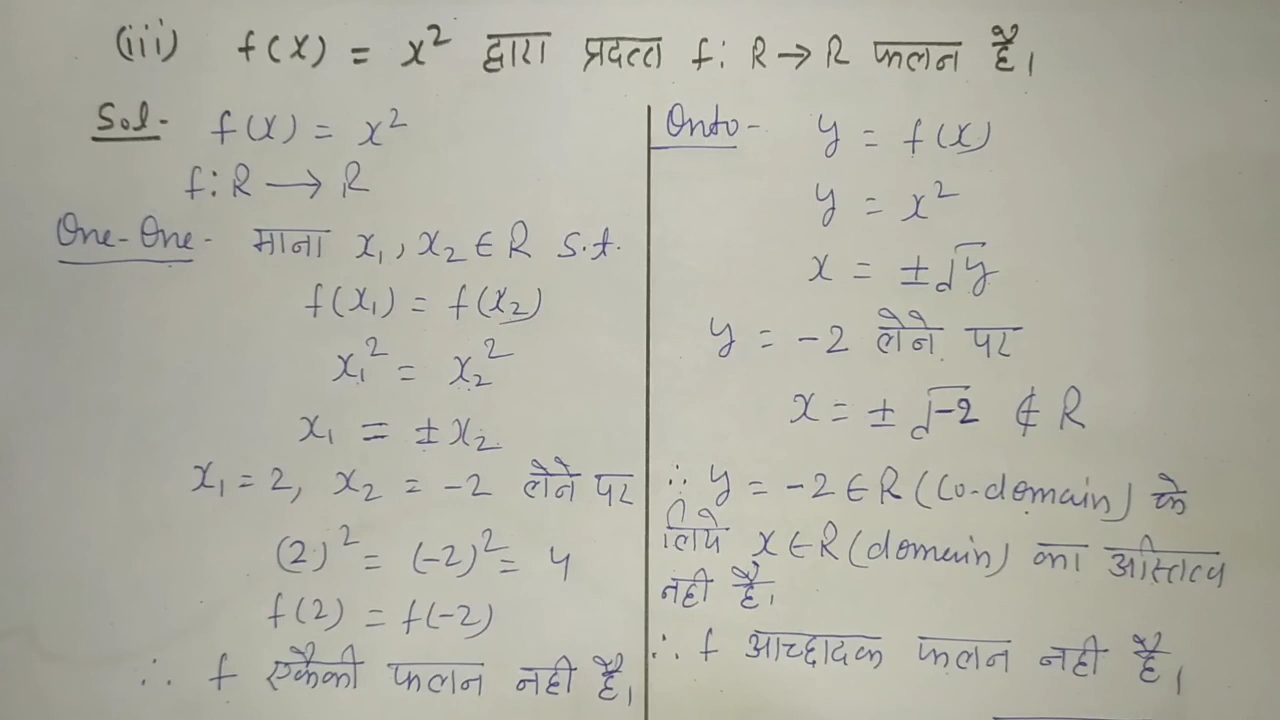 (iii) f(x) = x² द्वारा प्रदत्त f: R→R फलन है।
Sol- f(x) = x²
f: R → R
One-One- माना x₁, x₂ ∈ R s.t.
f(x₁) = f(x₂)
x₁² = x₂²
x₁ = ±x₂
x₁ = 2, x₂ = -2 लेने पर
(2)² = (-2)² = 4
f(2) = f(-2)
∴ f एकैकी फलन नही है।
Onto- y = f(x)
y = x²
x = ±√y
y = -2 लेने पर
x = ± √-2 ∉ R
∴ y = -2 ∈ R (Co-domain) के
लिये x ∈ R (domain) का अस्तित्व
नही है।
∴ f आच्छादक फलन नही है।